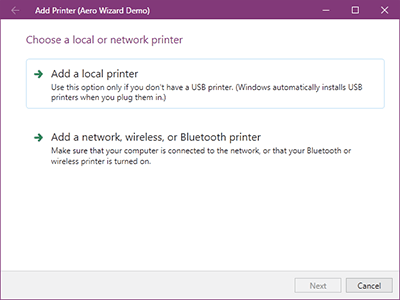 Add Printer (Aero Wizard Demo)
Choose a local or network printer
Add a local printer
Use this option only if you don't have a USB printer. (Windows automatically installs USB
printers when you plug them in.)
Add a network, wireless, or Bluetooth printer
Make sure that your computer is connected to the network, or that your Bluetooth or
wireless printer is turned on.
Next Cancel